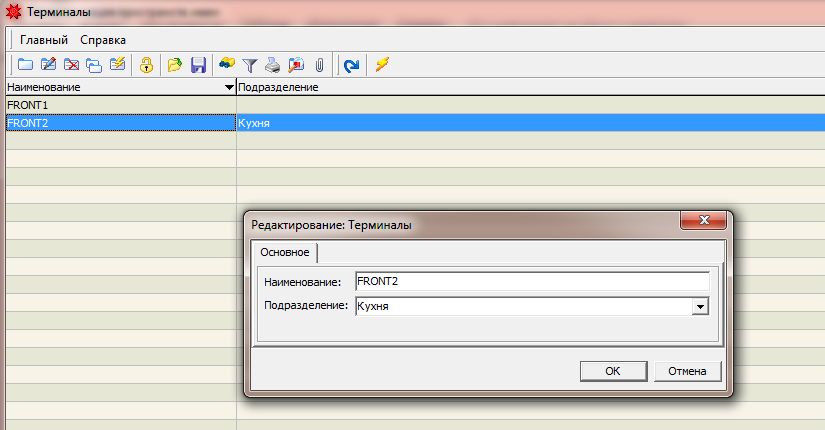 Терминалы
Главный Справка
Наименование Подразделение
FRONT1
FRONT2 Кухня
Редактирование: Терминалы
Основное
Наименование: FRONT2
Подразделение: Кухня
OK Отмена